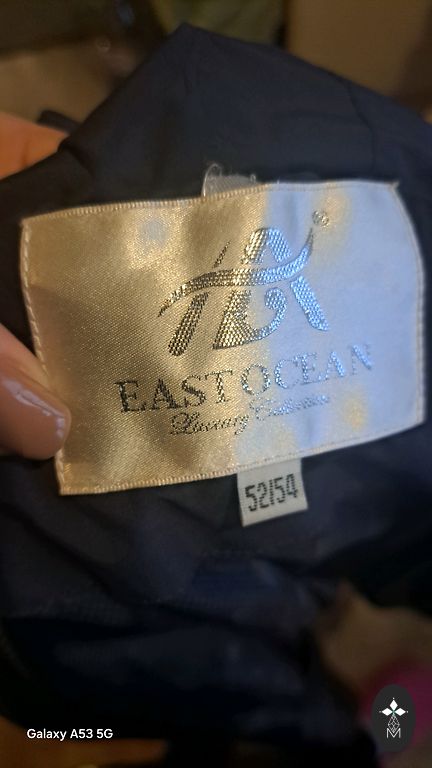 ®
EAST OCEAN
Luxury Collection
52/54
Galaxy A53 5G
M